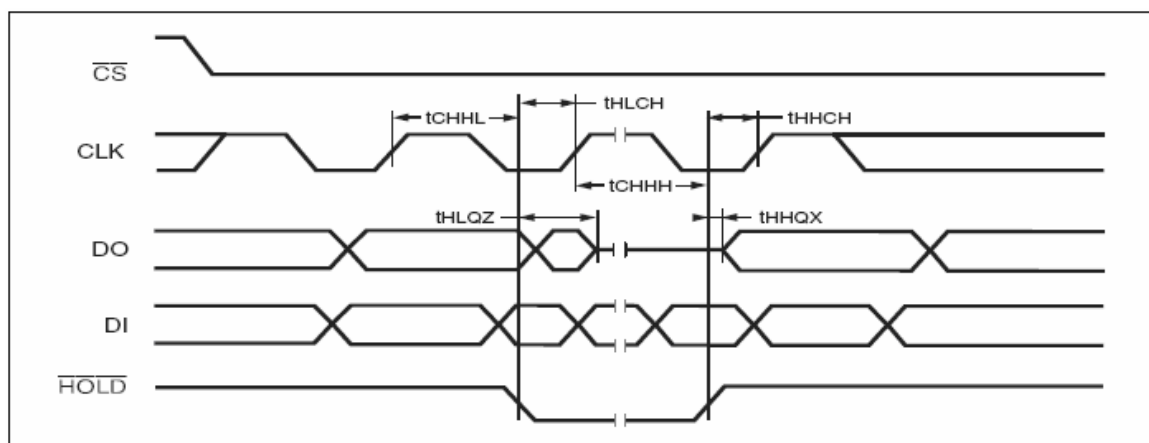 CS
tHLCH
tCHHL
tHHCH
CLK
tCHHH
tHLQZ
tHHQX
DO
DI
HOLD